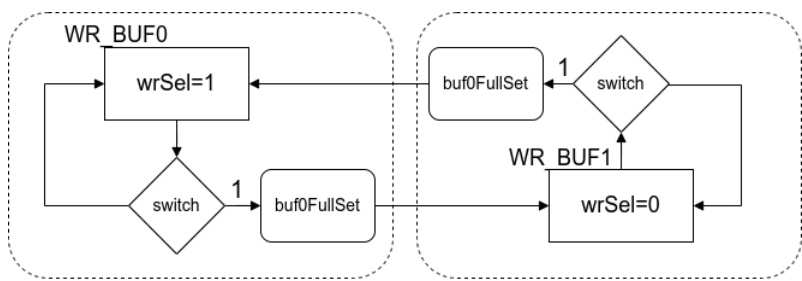 WR_BUF0
wrSel=1
switch
1
buf0FullSet
buf0FullSet
1
switch
WR_BUF1
wrSel=0